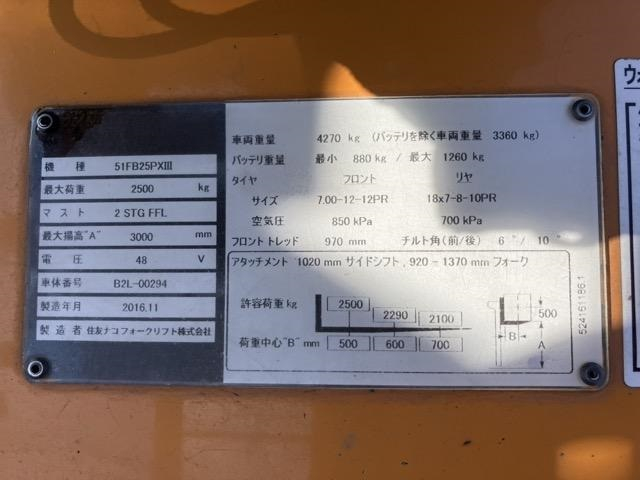 機 種 51FB25PXIII
最大荷重 2500 kg
マ ス ト 2 STG FFL
最大揚高"A" 3000 mm
電 圧 48 V
車体番号 B2L-00294
製造年月 2016.11
製 造 者 住友ナコフォークリフト株式会社
車両重量 4270 kg (バッテリを除く車両重量 3360 kg)
バッテリ重量 最小 880 kg / 最大 1260 kg
タイヤ フロント リヤ
サイズ 7.00-12-12PR 18x7-8-10PR
空気圧 850 kPa 700 kPa
フロント トレッド 970 mm チルト角(前/後) 6°/ 10°
アタッチメント 1020 mm サイドシフト, 920 - 1370 mm フォーク
許容荷重 kg 2500 2290 2100
荷重中心"B" mm 500 600 700
500
B
A
524161186.1